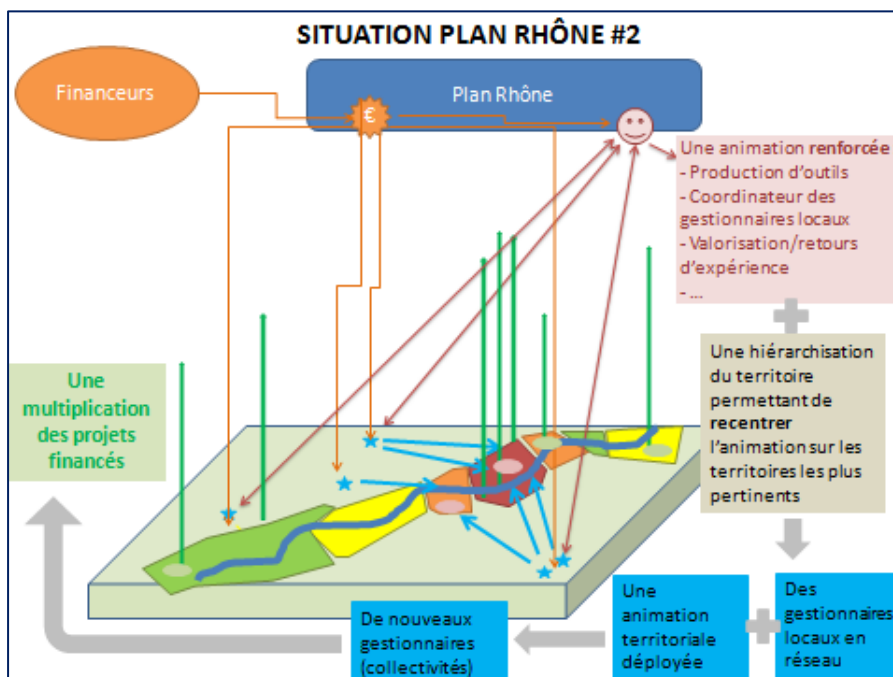 SITUATION PLAN RHÔNE #2
Financeurs
Plan Rhône
€
Une animation renforcée
- Production d'outils
- Coordinateur des
gestionnaires locaux
- Valorisation/retours
d'expérience
- ...
Une hiérarchisation
du territoire
permettant de
recentrer
l'animation sur les
territoires les plus
pertinents
Une
multiplication
des projets
financés
De nouveaux
gestionnaires
(collectivités)
Une
animation
territoriale
déployée
Des
gestionnaires
locaux en
réseau